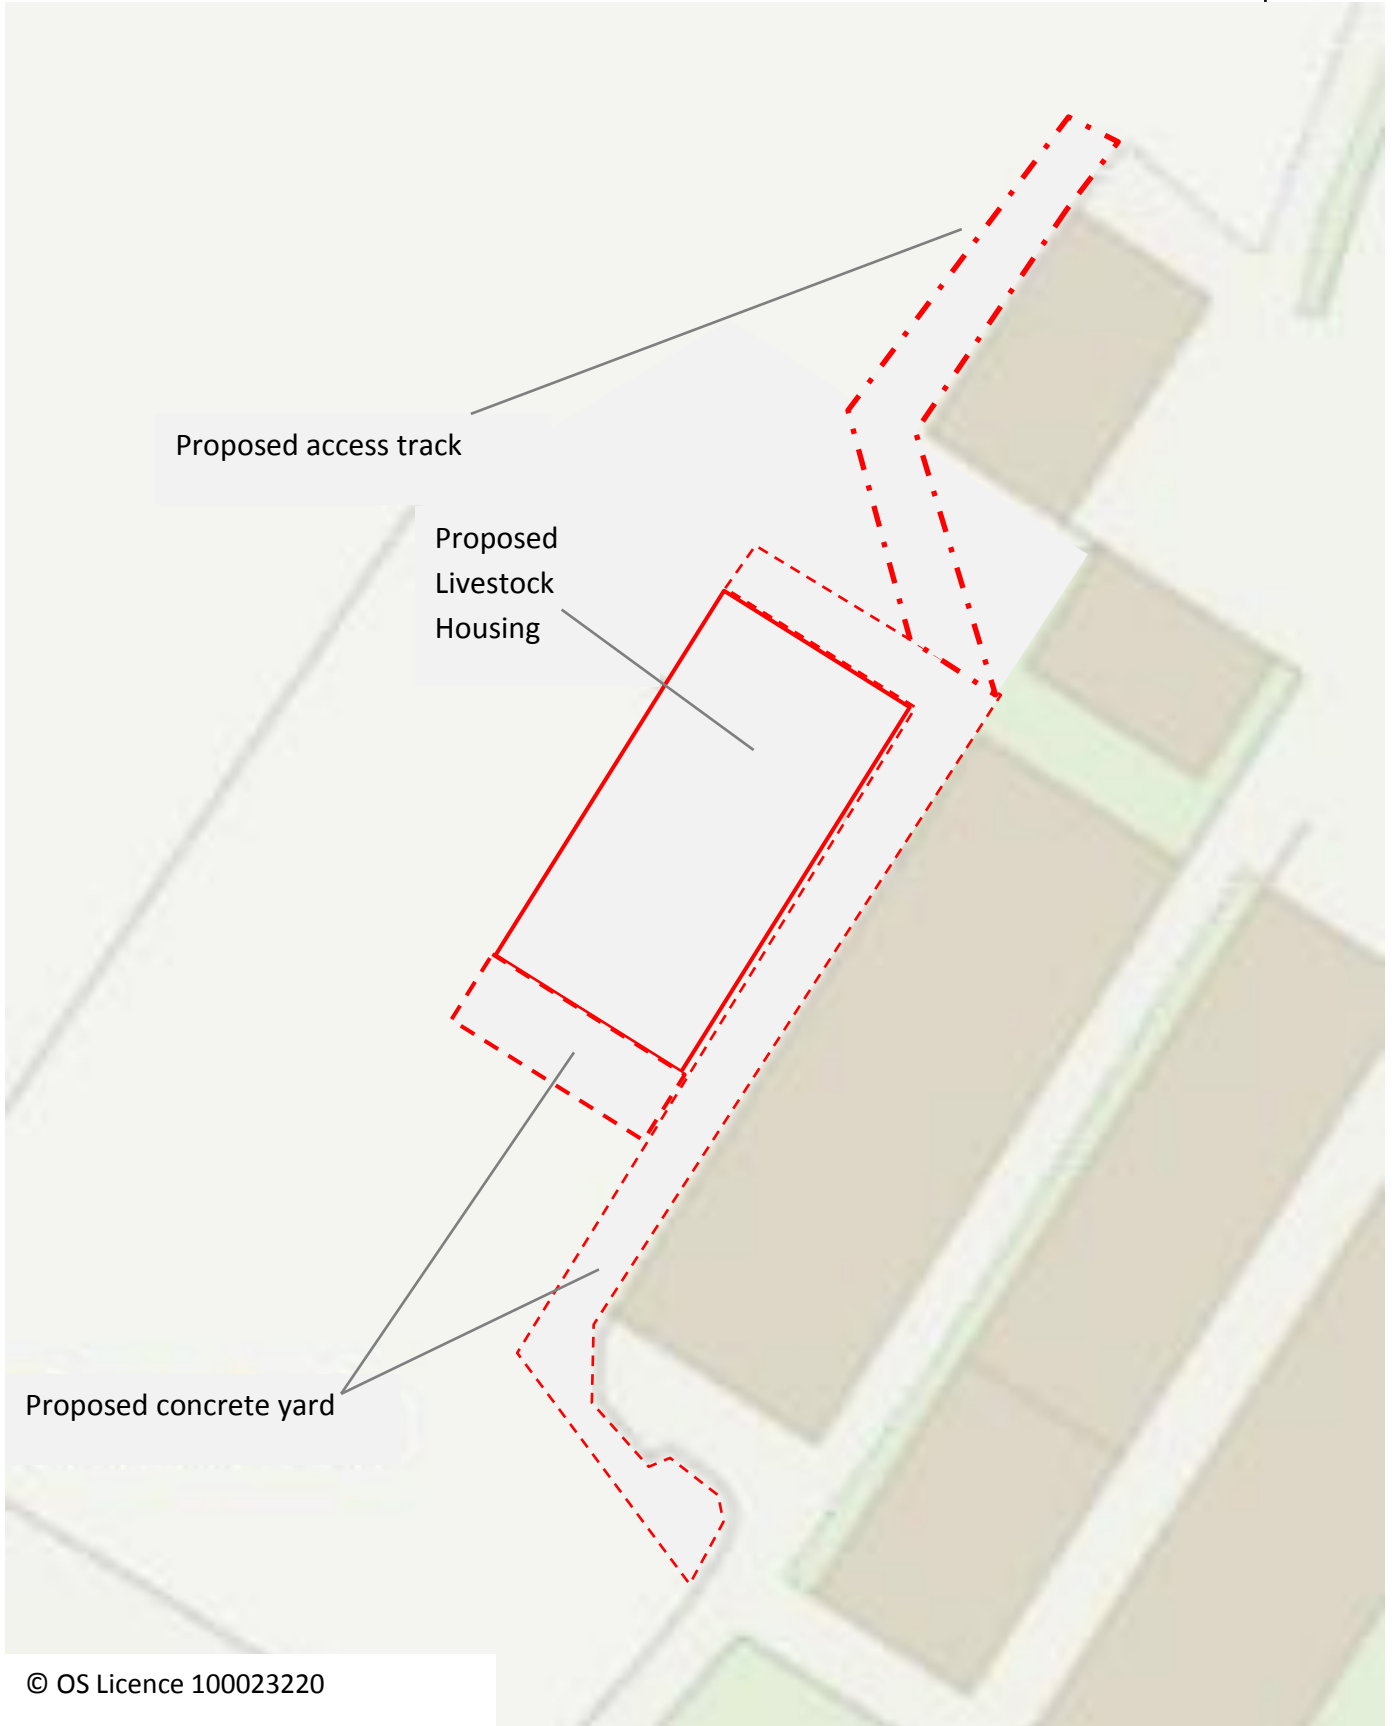 Proposed access track
Proposed
Livestock
Housing
Proposed concrete yard
© OS Licence 100023220